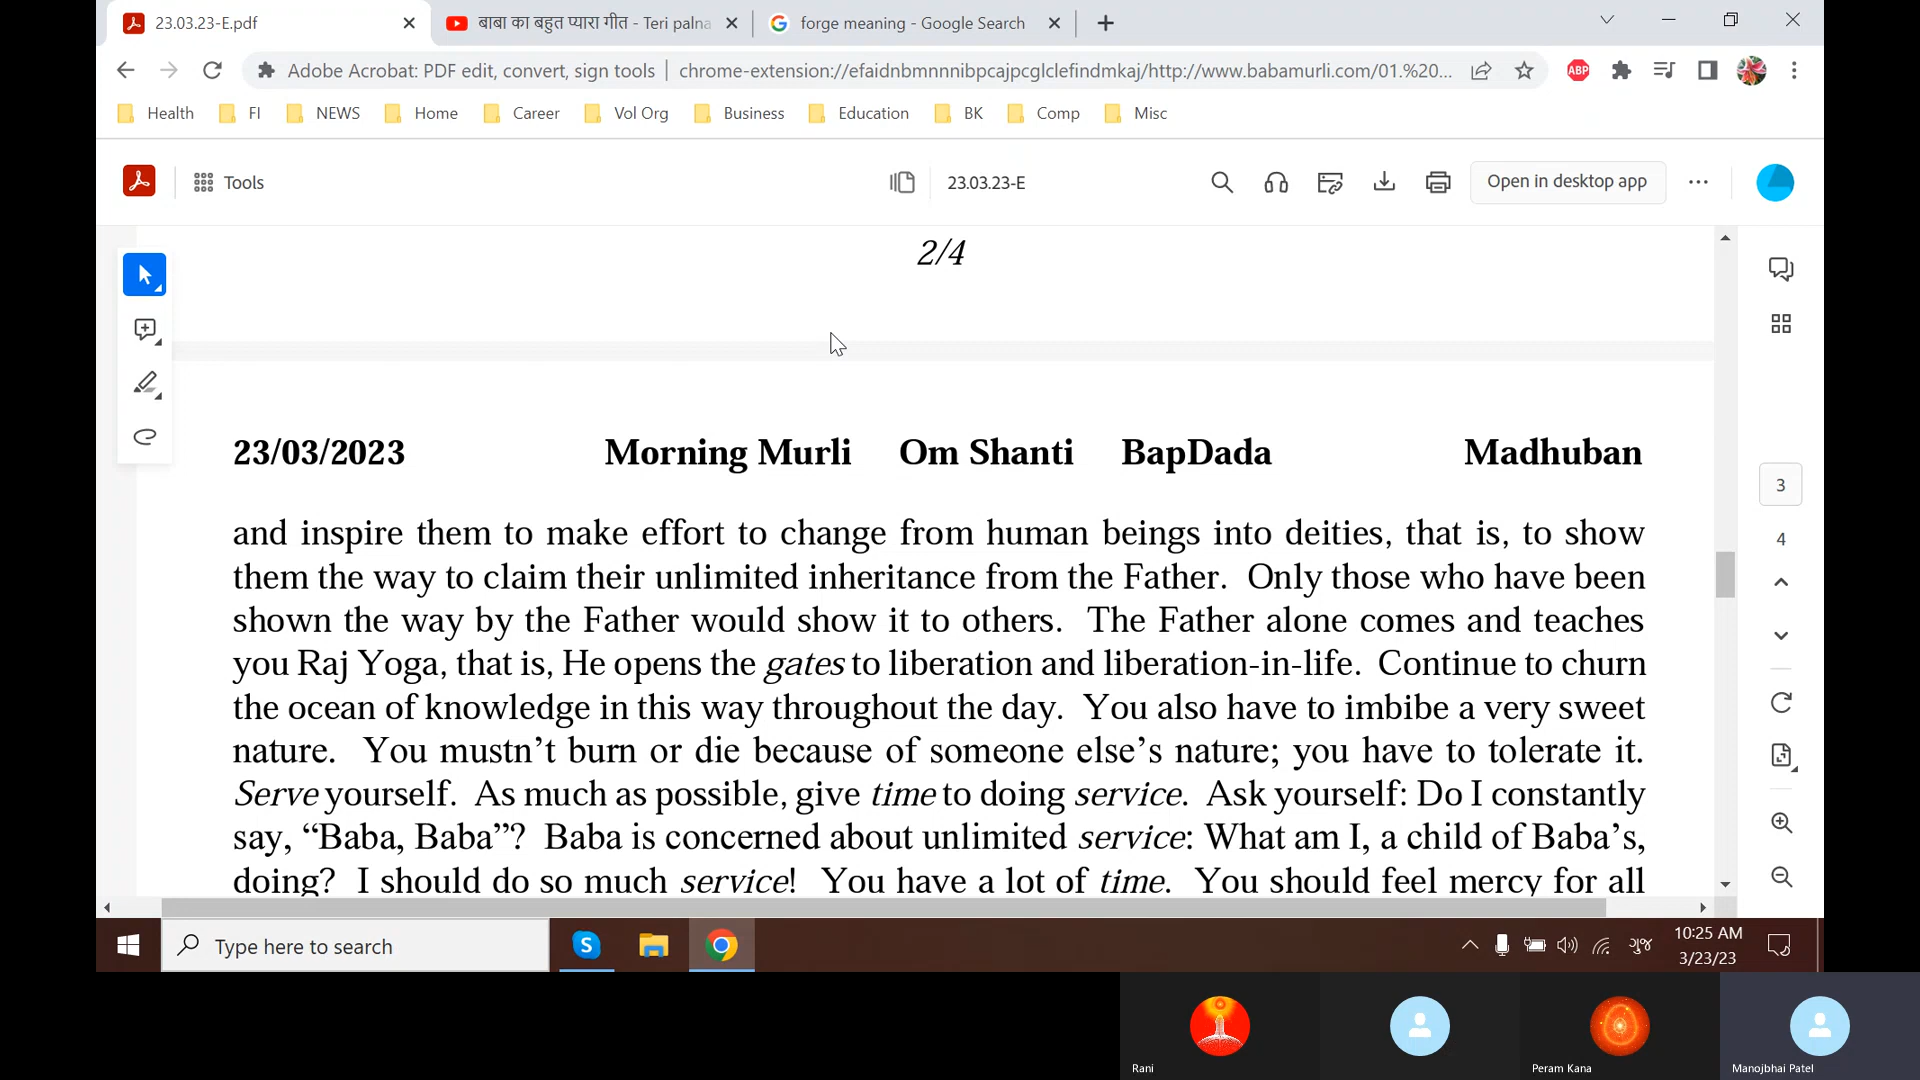 23.03.23-E.pdf
बाबा का बहुत प्यारा गीत - Teri palna
forge meaning - Google Search
Adobe Acrobat: PDF edit, convert, sign tools
chrome-extension://efaidnbmnnnibpcajpcglclefindmkaj/http://www.babamurli.com/01.%20...
ABP
Health
FI
NEWS
Home
Career
Vol Org
Business
Education
BK
Comp
Misc
Tools
23.03.23-E
Open in desktop app
2/4
23/03/2023 Morning Murli Om Shanti BapDada Madhuban
and inspire them to make effort to change from human beings into deities, that is, to show
them the way to claim their unlimited inheritance from the Father. Only those who have been
shown the way by the Father would show it to others. The Father alone comes and teaches
you Raj Yoga, that is, He opens the gates to liberation and liberation-in-life. Continue to churn
the ocean of knowledge in this way throughout the day. You also have to imbibe a very sweet
nature. You mustn’t burn or die because of someone else’s nature; you have to tolerate it.
Serve yourself. As much as possible, give time to doing service. Ask yourself: Do I constantly
say, “Baba, Baba”? Baba is concerned about unlimited service: What am I, a child of Baba’s,
doing? I should do so much service! You have a lot of time. You should feel mercy for all
3
4
Type here to search
ગુજ
10:25 AM
3/23/23
Rani
Peram Kana
Manojbhai Patel